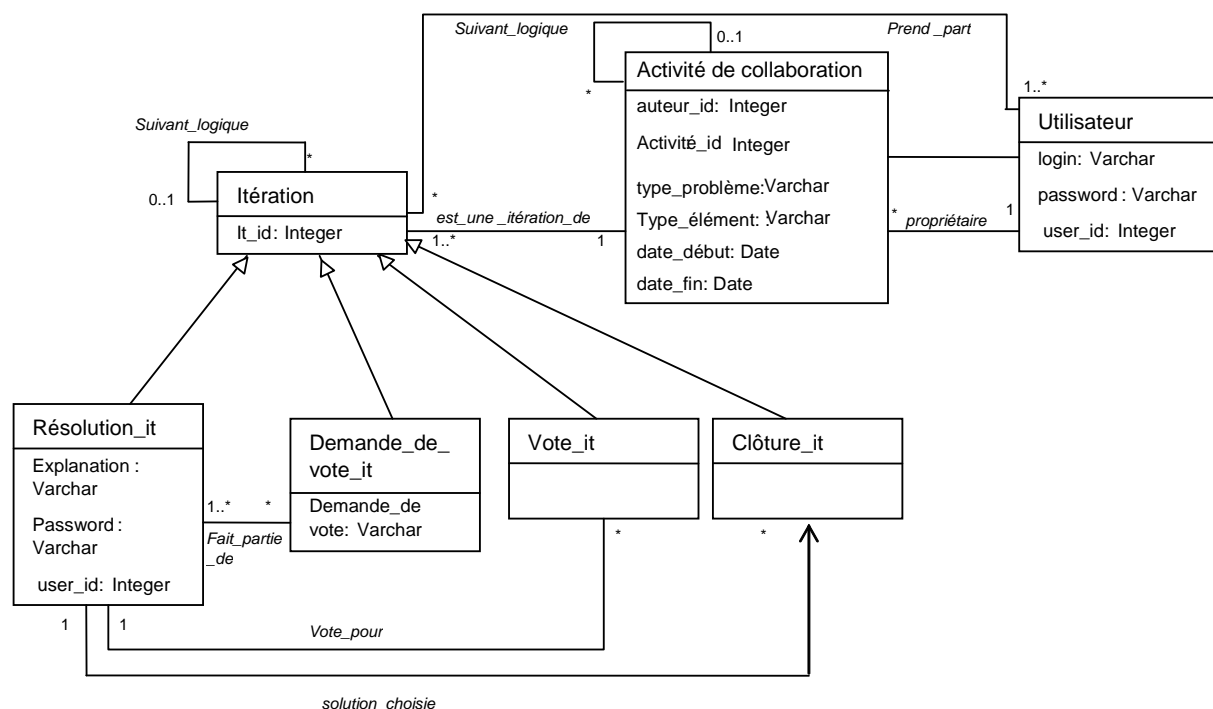 Suivant_logique
Prend _part
0..1
Activité de collaboration
*
1..*
auteur_id: Integer
Activité_id Integer
type_problème:Varchar
Type_élément: :Varchar
date_début: Date
date_fin: Date
Utilisateur
login: Varchar
password : Varchar
user_id: Integer
Suivant_logique
*
0..1
Itération
It_id : Integer
*
est_une _itération_de
1..*
1
*
propriétaire
1
Résolution_it
Explanation :
Varchar
Password :
Varchar
user_id: Integer
Demande_de_
vote_it
Demande_de
vote: Varchar
Vote_it
Clôture_it
1..*
*
Fait_partie
_de
*
*
1
1
Vote_pour
solution choisie